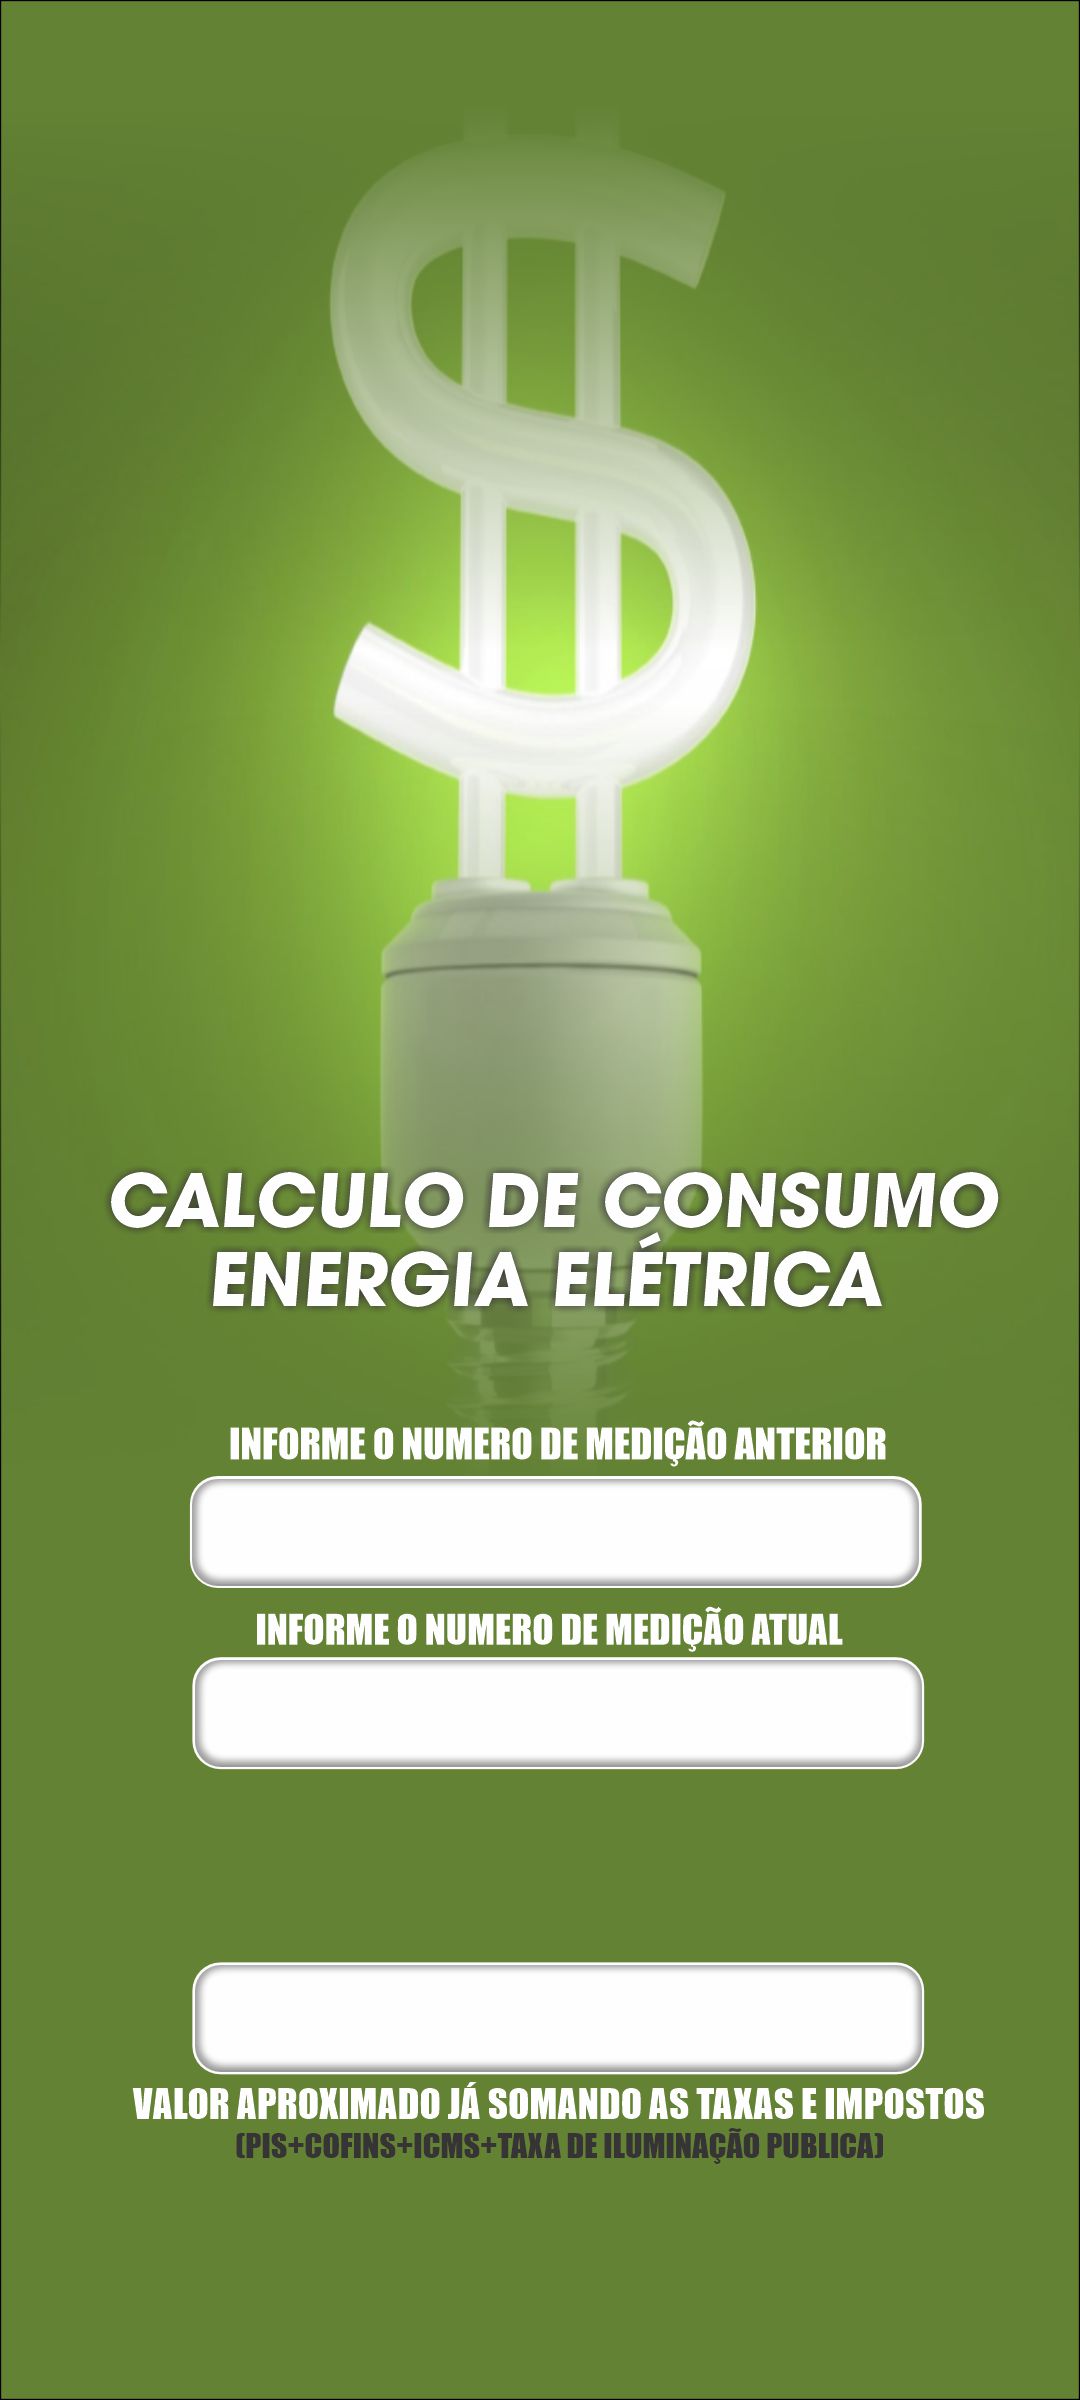 CALCULO DE CONSUMO
ENERGIA ELÉTRICA
INFORME O NUMERO DE MEDIÇÃO ANTERIOR
INFORME O NUMERO DE MEDIÇÃO ATUAL
VALOR APROXIMADO JÁ SOMANDO AS TAXAS E IMPOSTOS
(PIS+COFINS+ICMS+TAXA DE ILUMINAÇÃO PUBLICA)